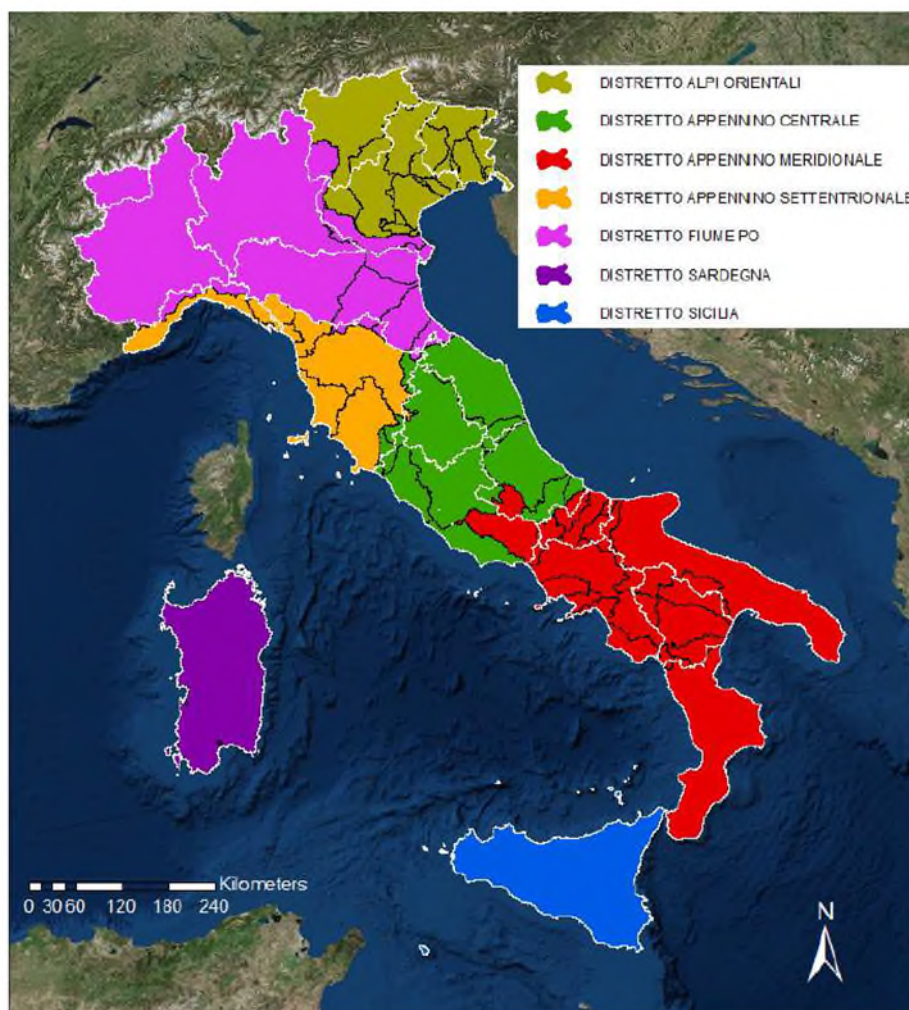 DISTRETTO ALPI ORIENTALI
DISTRETTO APPENNINO CENTRALE
DISTRETTO APPENNINO MERIDIONALE
DISTRETTO APPENNINO SETTENTRIONALE
DISTRETTO FIUME PO
DISTRETTO SARDEGNA
DISTRETTO SICILIA
Kilometers
0 30 60 120 180 240
N